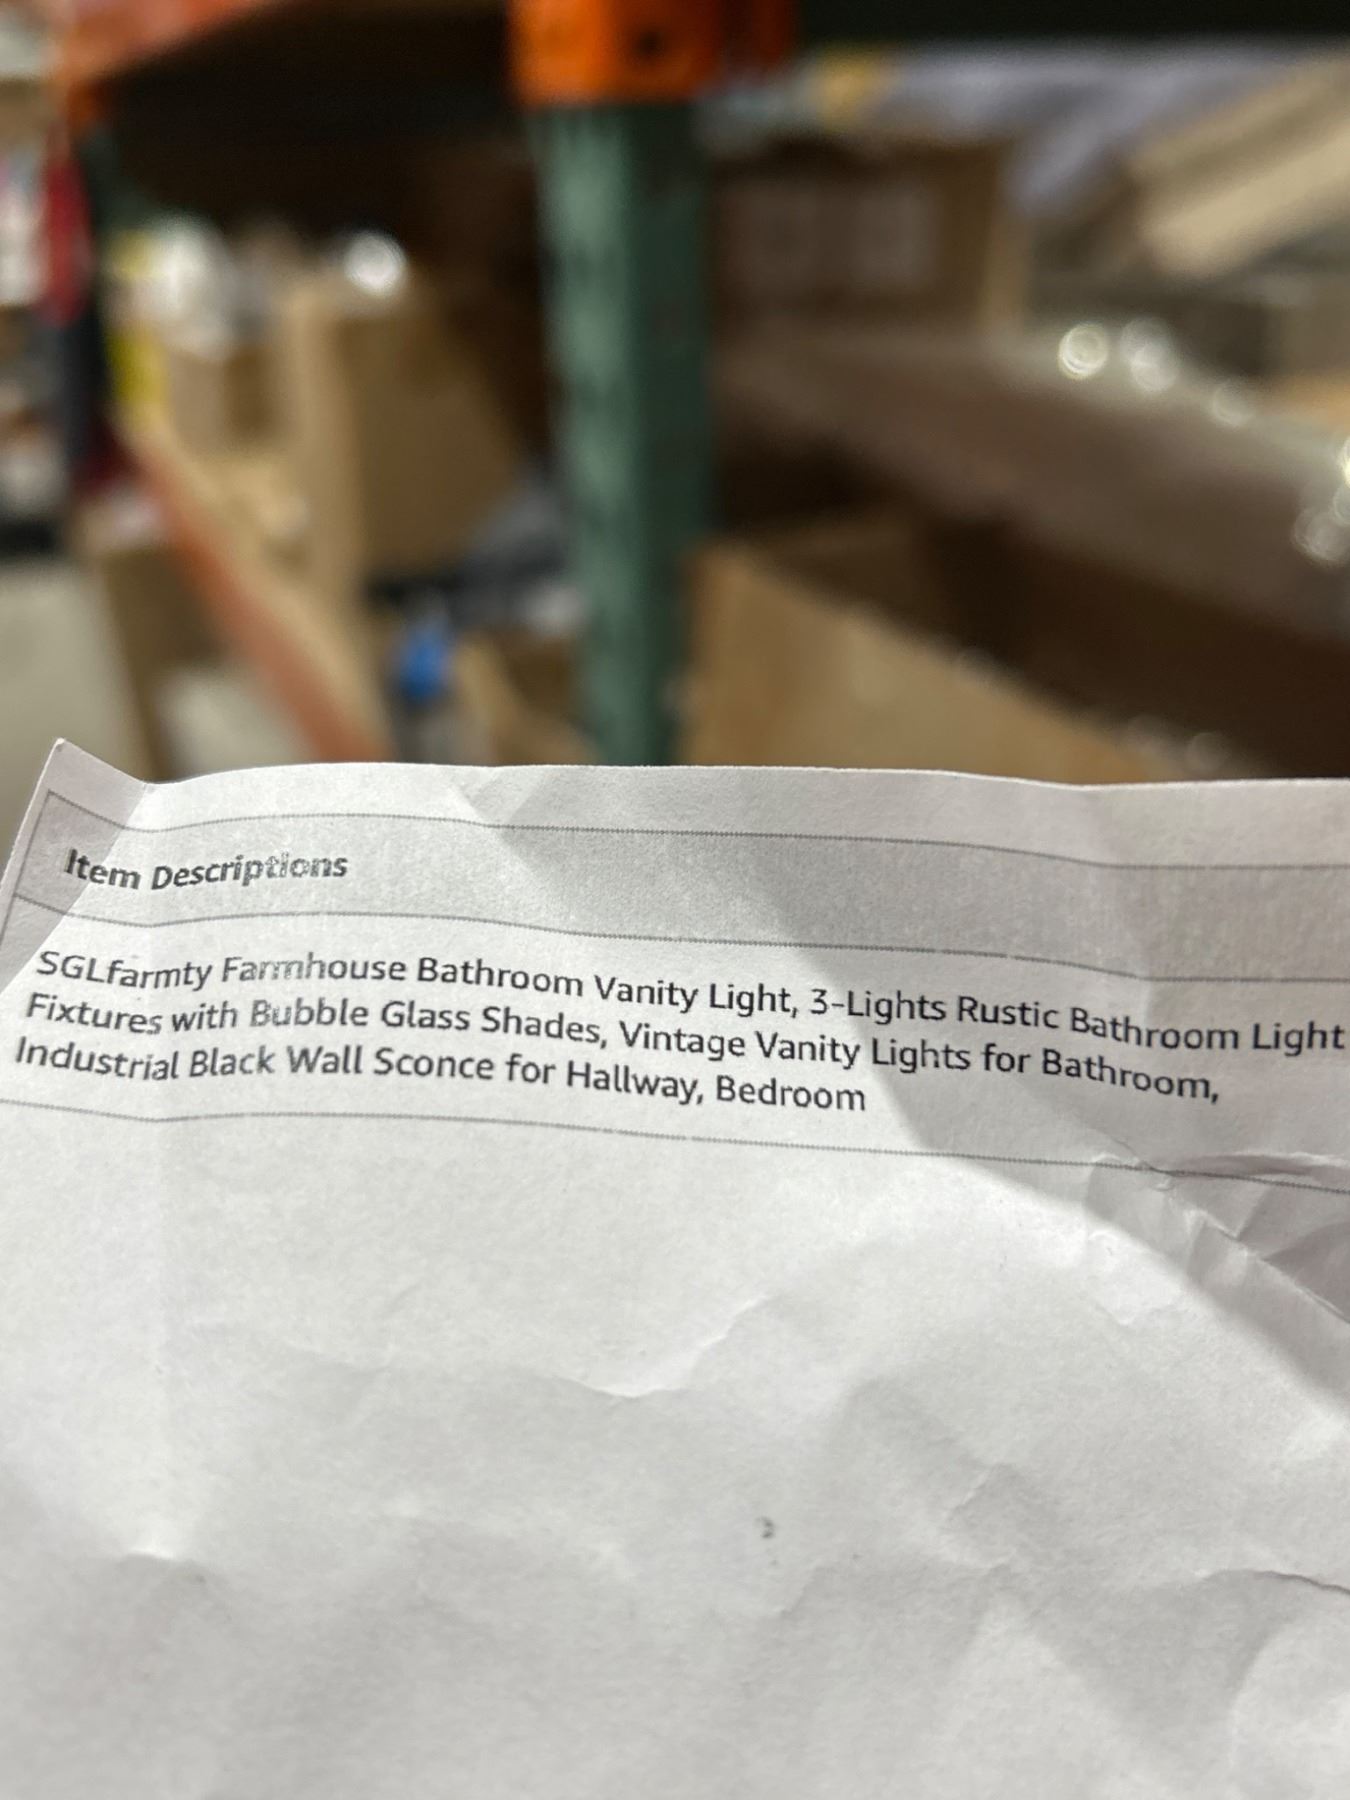 Item Descriptions
SGLfarmty Farmhouse Bathroom Vanity Light, 3-Lights Rustic Bathroom Light
Fixtures with Bubble Glass Shades, Vintage Vanity Lights for Bathroom,
Industrial Black Wall Sconce for Hallway, Bedroom